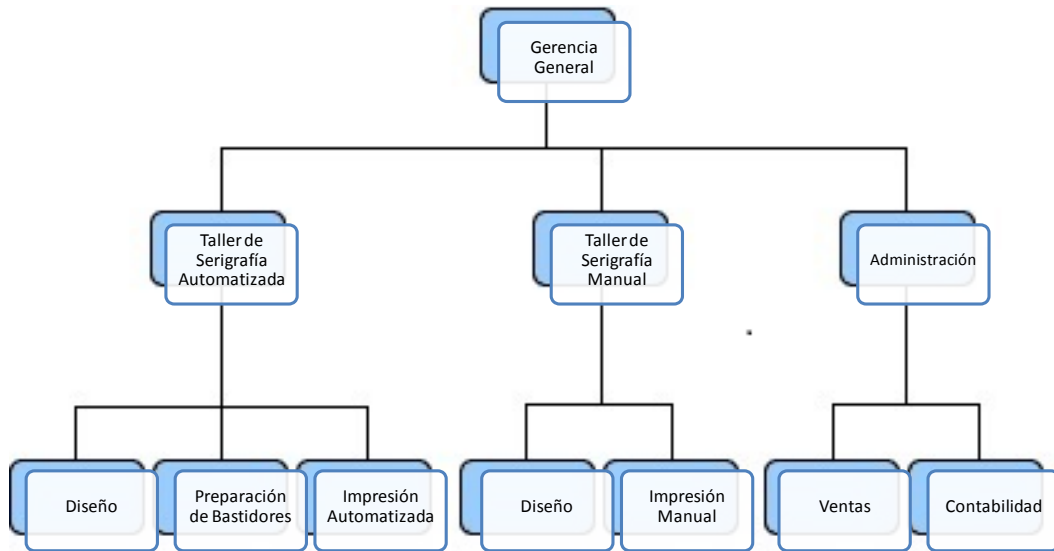 Gerencia
General
Taller de
Serigrafía
Automatizada
Taller de
Serigrafía
Manual
Administración
Diseño
Preparación
de Bastidores
Impresión
Automatizada
Diseño
Impresión
Manual
Ventas
Contabilidad